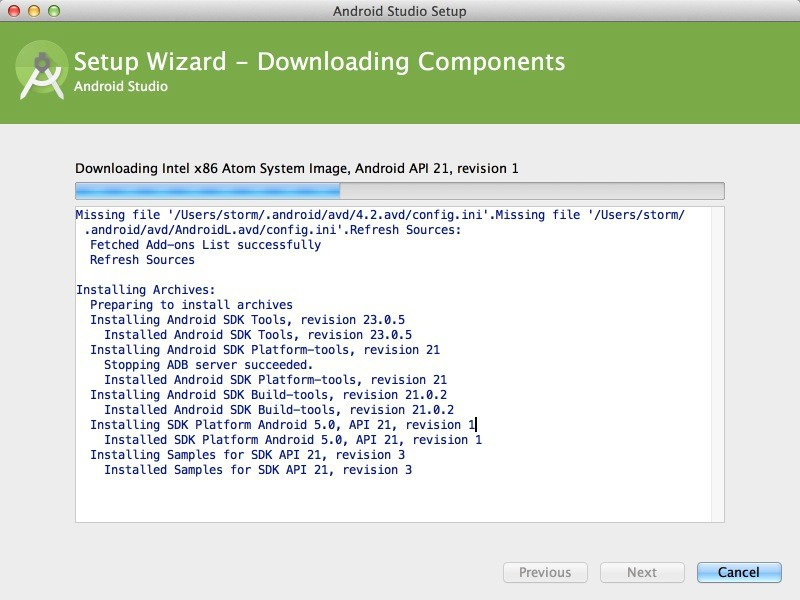 Android Studio Setup
Setup Wizard – Downloading Components
Android Studio
Downloading Intel x86 Atom System Image, Android API 21, revision 1
Missing file '/Users/storm/.android/avd/4.2.avd/config.ini'.Missing file '/Users/storm/
.android/avd/AndroidL.avd/config.ini'.Refresh Sources:
Fetched Add-ons List successfully
Refresh Sources
Installing Archives:
Preparing to install archives
Installing Android SDK Tools, revision 23.0.5
Installed Android SDK Tools, revision 23.0.5
Installing Android SDK Platform-tools, revision 21
Stopping ADB server succeeded.
Installed Android SDK Platform-tools, revision 21
Installing Android SDK Build-tools, revision 21.0.2
Installed Android SDK Build-tools, revision 21.0.2
Installing SDK Platform Android 5.0, API 21, revision 1
Installed SDK Platform Android 5.0, API 21, revision 1
Installing Samples for SDK API 21, revision 3
Installed Samples for SDK API 21, revision 3
Previous Next Cancel